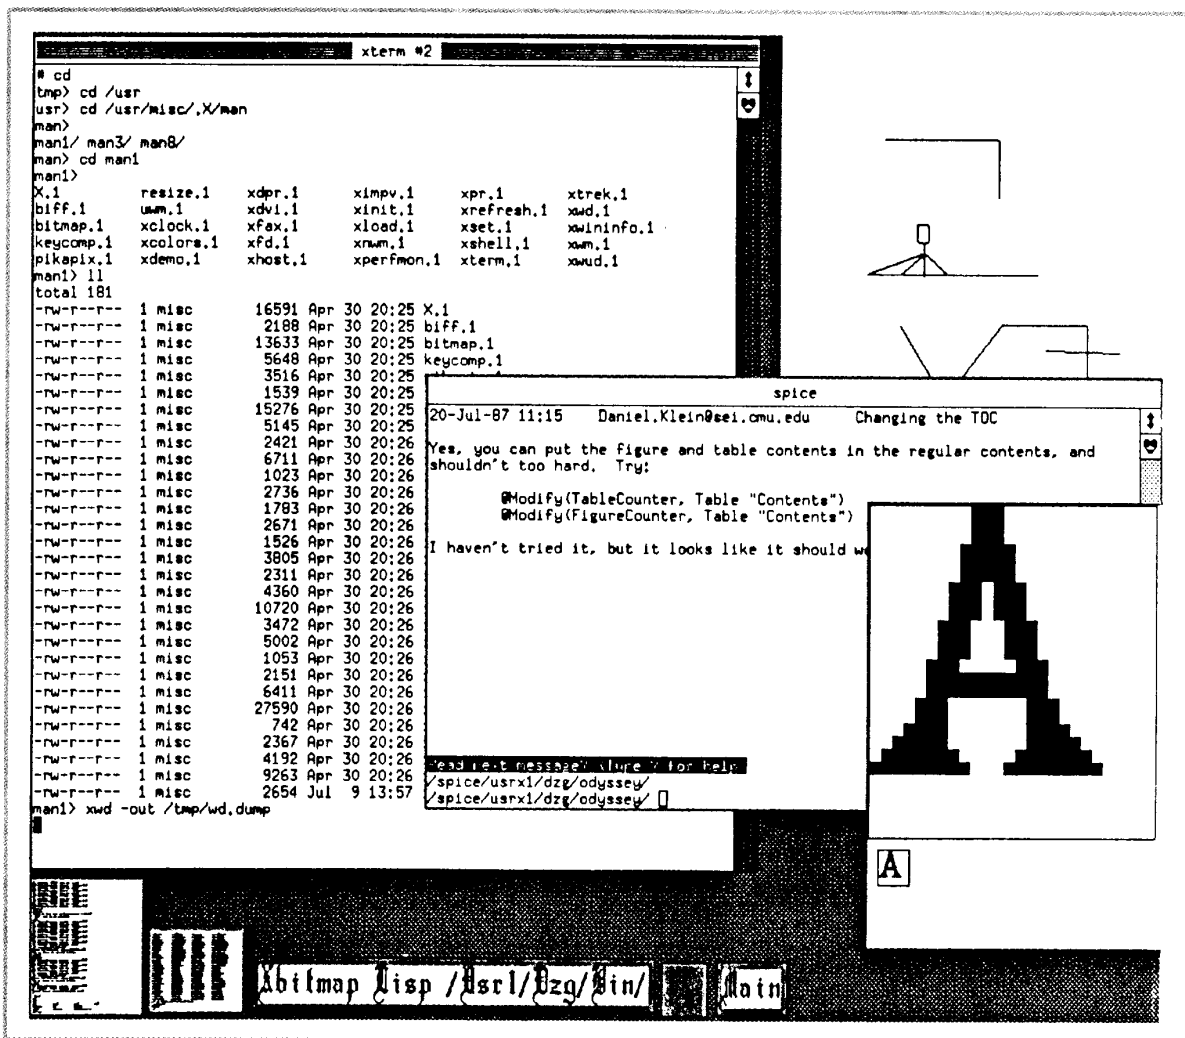 xterm #2
# cd
tmp> cd /usr
usr> cd /usr/misc/.X/man
man>
man1/ man3/ man8/
man> cd man1
man1>
X.1 resize.1 xdpr.1 ximpv.1 xpr.1 xtrek.1
biff.1 uwm.1 xdvi.1 xinit.1 xrefresh.1 xwd.1
bitmap.1 xclock.1 xfax.1 xload.1 xset.1 xwininfo.1
keycomp.1 xcolors.1 xfd.1 xnwm.1 xshell.1 xwm.1
pikapix.1 xdemo.1 xhost.1 xperfmon.1 xterm.1 xwud.1
man1> ll
total 181
-rw-r--r-- 1 misc 16591 Apr 30 20:25 X.1
-rw-r--r-- 1 misc 2188 Apr 30 20:25 biff.1
-rw-r--r-- 1 misc 13633 Apr 30 20:25 bitmap.1
-rw-r--r-- 1 misc 5648 Apr 30 20:25 keycomp.1
-rw-r--r-- 1 misc 3516 Apr 30 20:25
-rw-r--r-- 1 misc 1539 Apr 30 20:25
-rw-r--r-- 1 misc 15276 Apr 30 20:25
-rw-r--r-- 1 misc 5145 Apr 30 20:25
-rw-r--r-- 1 misc 2421 Apr 30 20:26
-rw-r--r-- 1 misc 6711 Apr 30 20:26
-rw-r--r-- 1 misc 1023 Apr 30 20:26
-rw-r--r-- 1 misc 2736 Apr 30 20:26
-rw-r--r-- 1 misc 1783 Apr 30 20:26
-rw-r--r-- 1 misc 2671 Apr 30 20:26
-rw-r--r-- 1 misc 1526 Apr 30 20:26
-rw-r--r-- 1 misc 3805 Apr 30 20:26
-rw-r--r-- 1 misc 2311 Apr 30 20:26
-rw-r--r-- 1 misc 4360 Apr 30 20:26
-rw-r--r-- 1 misc 10720 Apr 30 20:26
-rw-r--r-- 1 misc 3472 Apr 30 20:26
-rw-r--r-- 1 misc 5002 Apr 30 20:26
-rw-r--r-- 1 misc 1053 Apr 30 20:26
-rw-r--r-- 1 misc 2151 Apr 30 20:26
-rw-r--r-- 1 misc 6411 Apr 30 20:26
-rw-r--r-- 1 misc 27590 Apr 30 20:26
-rw-r--r-- 1 misc 742 Apr 30 20:26
-rw-r--r-- 1 misc 2367 Apr 30 20:26
-rw-r--r-- 1 misc 4192 Apr 30 20:26
-rw-r--r-- 1 misc 9263 Apr 30 20:26
-rw-r--r-- 1 misc 2654 Jul 9 13:57
man1> xwd -out /tmp/wd.dump
spice
20-Jul-87 11:15 Daniel.Klein@sei.cmu.edu Changing the TOC
Yes, you can put the figure and table contents in the regular contents, and
shouldn't too hard. Try:
@Modify(TableCounter, Table "Contents")
@Modify(FigureCounter, Table "Contents")
I haven't tried it, but it looks like it should
Read next message? (Type ? for help
/spice/usrx1/dzg/odyssey/
/spice/usrx1/dzg/odyssey/
A
A
Xbitmap Lisp /Usr1/Dzg/Bin/ Main